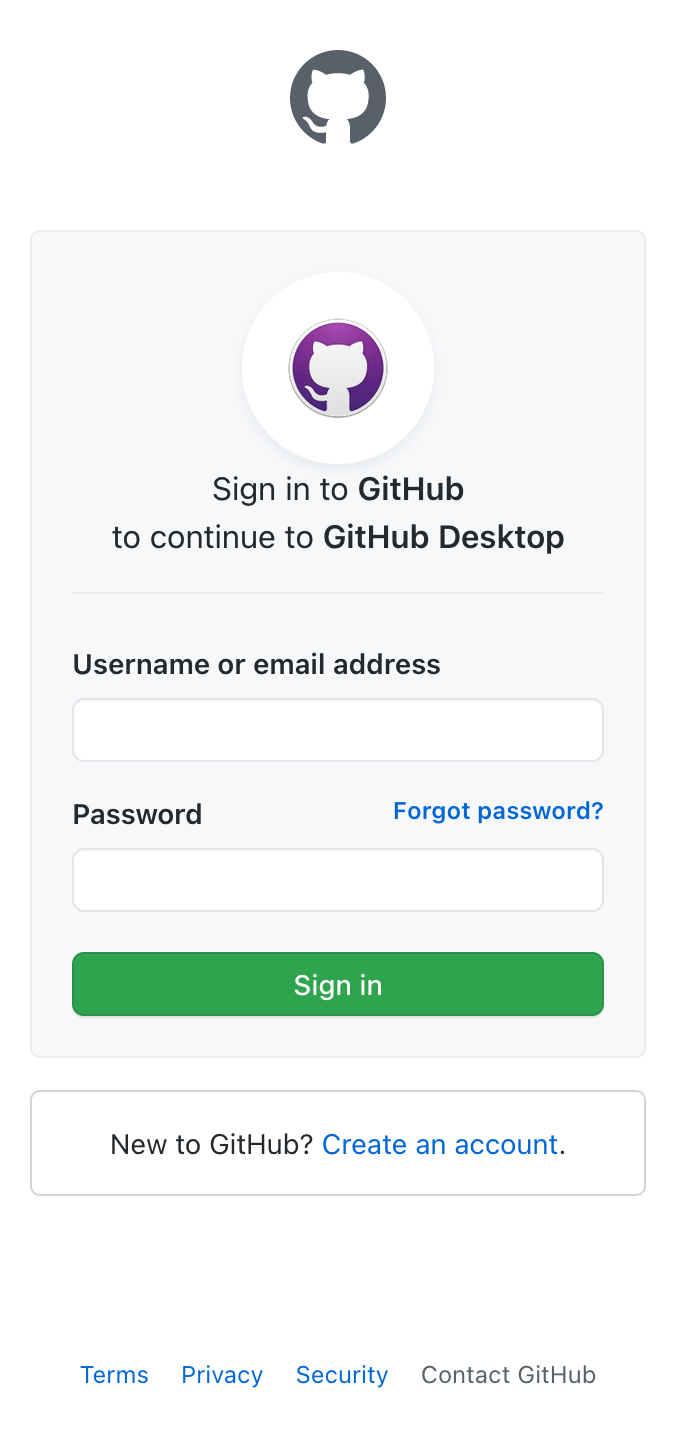 Sign in to GitHub
to continue to GitHub Desktop
Username or email address
Password Forgot password?
Sign in
New to GitHub? Create an account.
Terms Privacy Security Contact GitHub